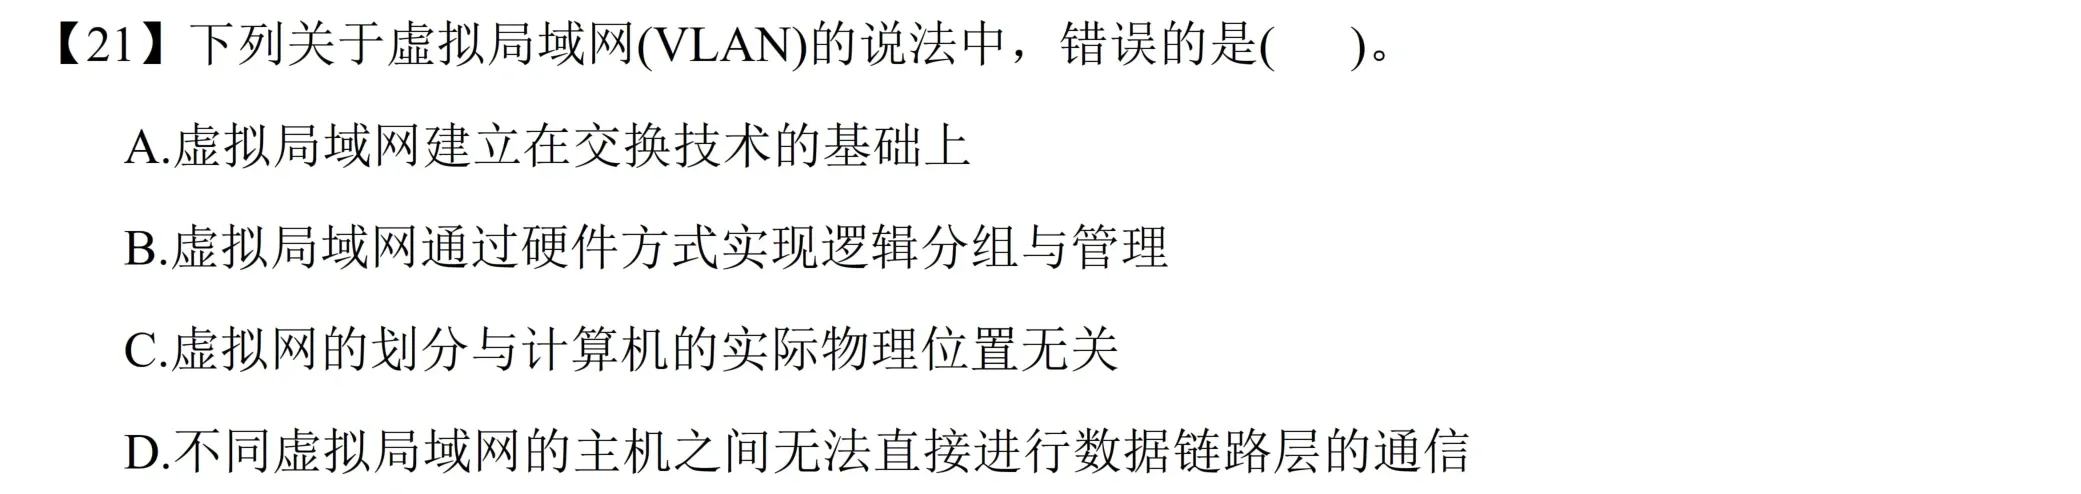 【21】下列关于虚拟局域网(VLAN)的说法中，错误的是(    )。
A.虚拟局域网建立在交换技术的基础上
B.虚拟局域网通过硬件方式实现逻辑分组与管理
C.虚拟网的划分与计算机的实际物理位置无关
D.不同虚拟局域网的主机之间无法直接进行数据链路层的通信